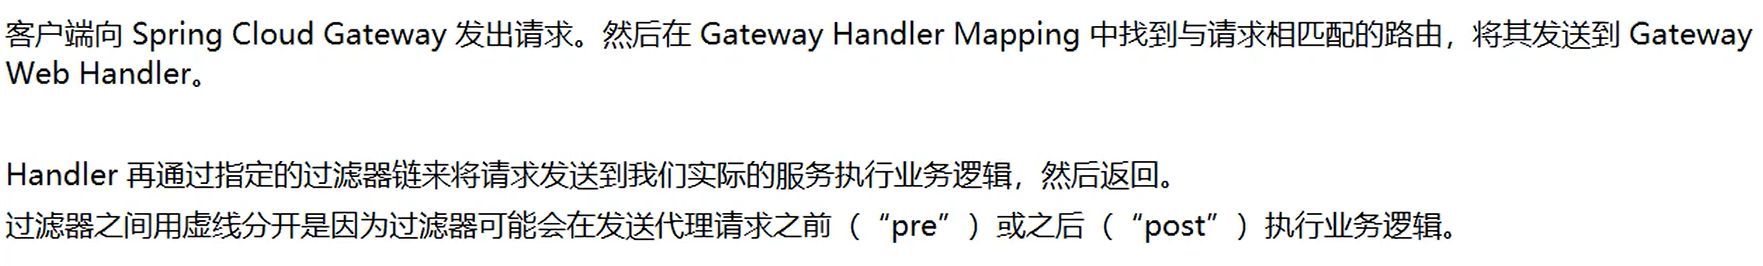 客户端向 Spring Cloud Gateway 发出请求。然后在 Gateway Handler Mapping 中找到与请求相匹配的路由，将其发送到 Gateway
Web Handler。
Handler 再通过指定的过滤器链来将请求发送到我们实际的服务执行业务逻辑，然后返回。
过滤器之间用虚线分开是因为过滤器可能会在发送代理请求之前（“pre”）或之后（“post”）执行业务逻辑。